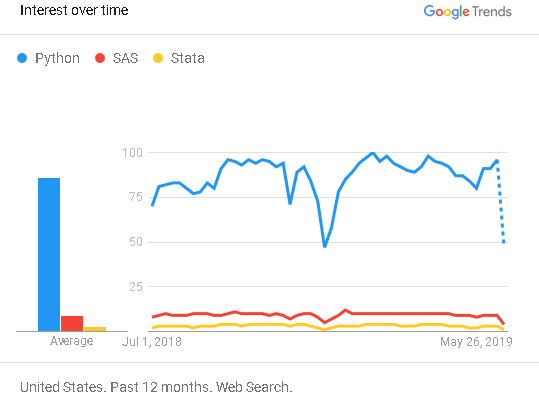 Interest over time
Google Trends
Python SAS Stata
100
75
50
25
Average
Jul 1, 2018 May 26, 2019
United States. Past 12 months. Web Search.